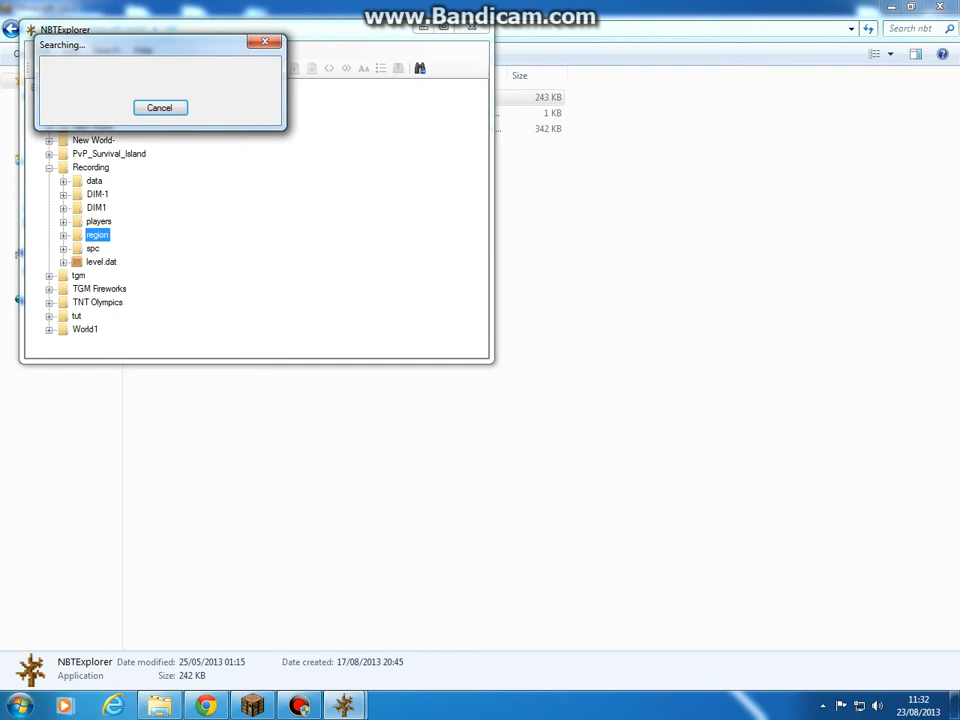 www.Bandicam.com
NBTExplorer
Searching...
Search nbt
Size
Cancel
243 KB
1 KB
342 KB
New World-
PvP_Survival_Island
Recording
data
DIM-1
DIM1
players
region
spc
level.dat
tgm
TGM Fireworks
TNT Olympics
tut
World1
NBTExplorer Date modified: 25/05/2013 01:15 Date created: 17/08/2013 20:45
Application Size: 242 KB
11:32
23/08/2013